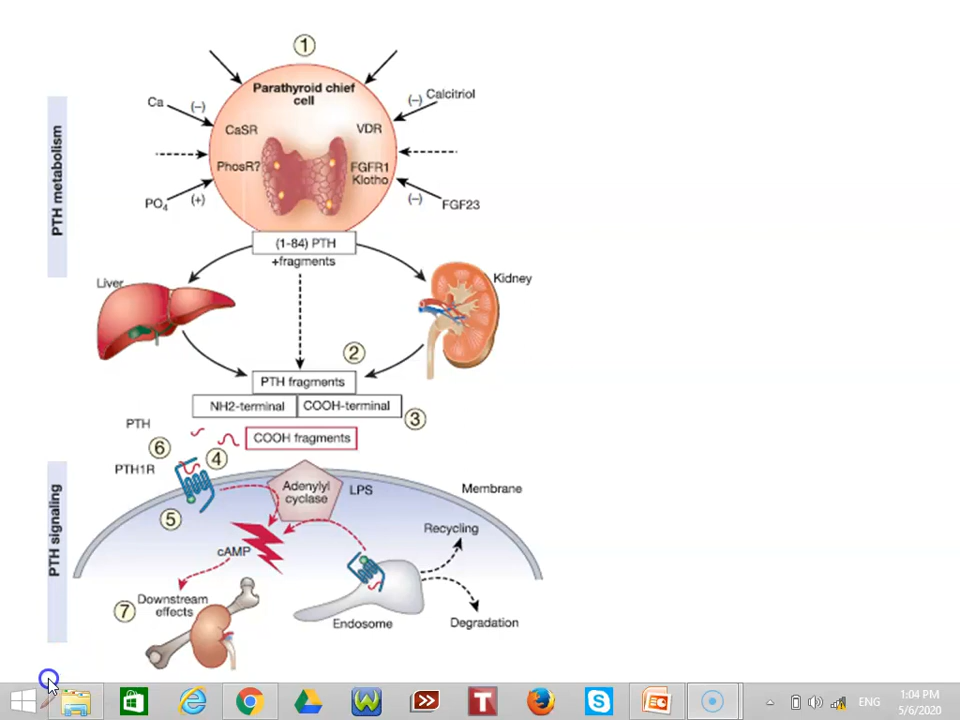 1
Parathyroid chief
cell
Ca
(–)
(–)
Calcitriol
CaSR
VDR
PhosR?
FGFR1
Klotho
PO4
(+)
(–)
FGF23
PTH metabolism
(1-84) PTH
+fragments
Liver
Kidney
2
PTH fragments
NH2-terminal
COOH-terminal
3
PTH
COOH fragments
6
4
PTH1R
Adenylyl
cyclase
LPS
Membrane
5
PTH signaling
cAMP
Recycling
7
Downstream
effects
Endosome
Degradation
W
T
S
ENG
1:04 PM
5/6/2020